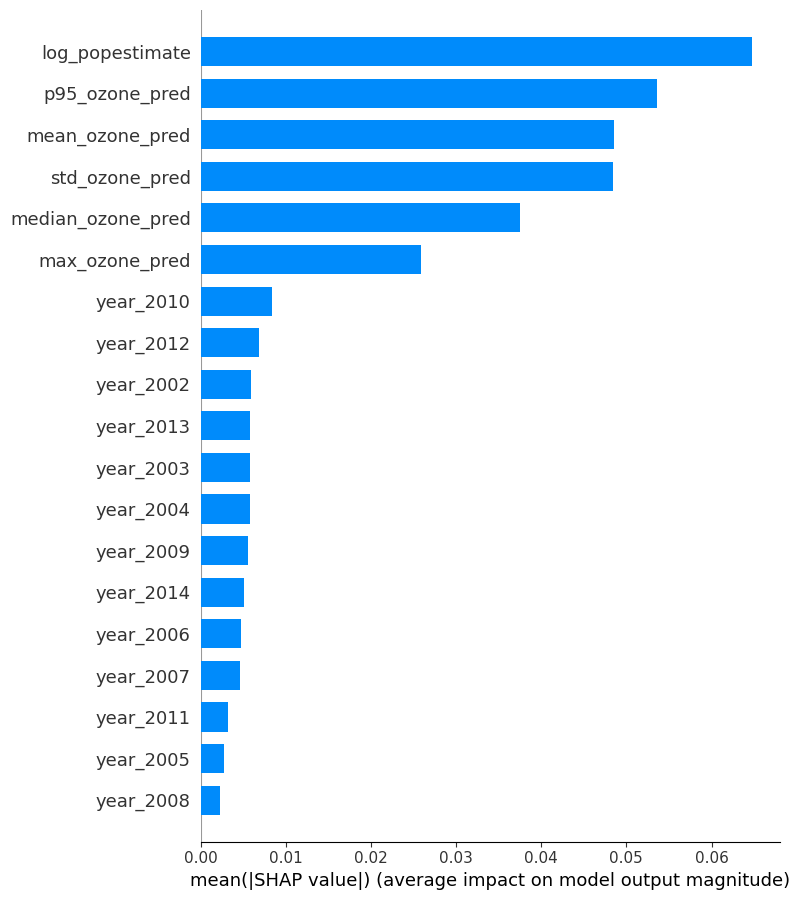 log_popestimate
p95_ozone_pred
mean_ozone_pred
std_ozone_pred
median_ozone_pred
max_ozone_pred
year_2010
year_2012
year_2002
year_2013
year_2003
year_2004
year_2009
year_2014
year_2006
year_2007
year_2011
year_2005
year_2008
0.00 0.01 0.02 0.03 0.04 0.05 0.06
mean(|SHAP value|) (average impact on model output magnitude)